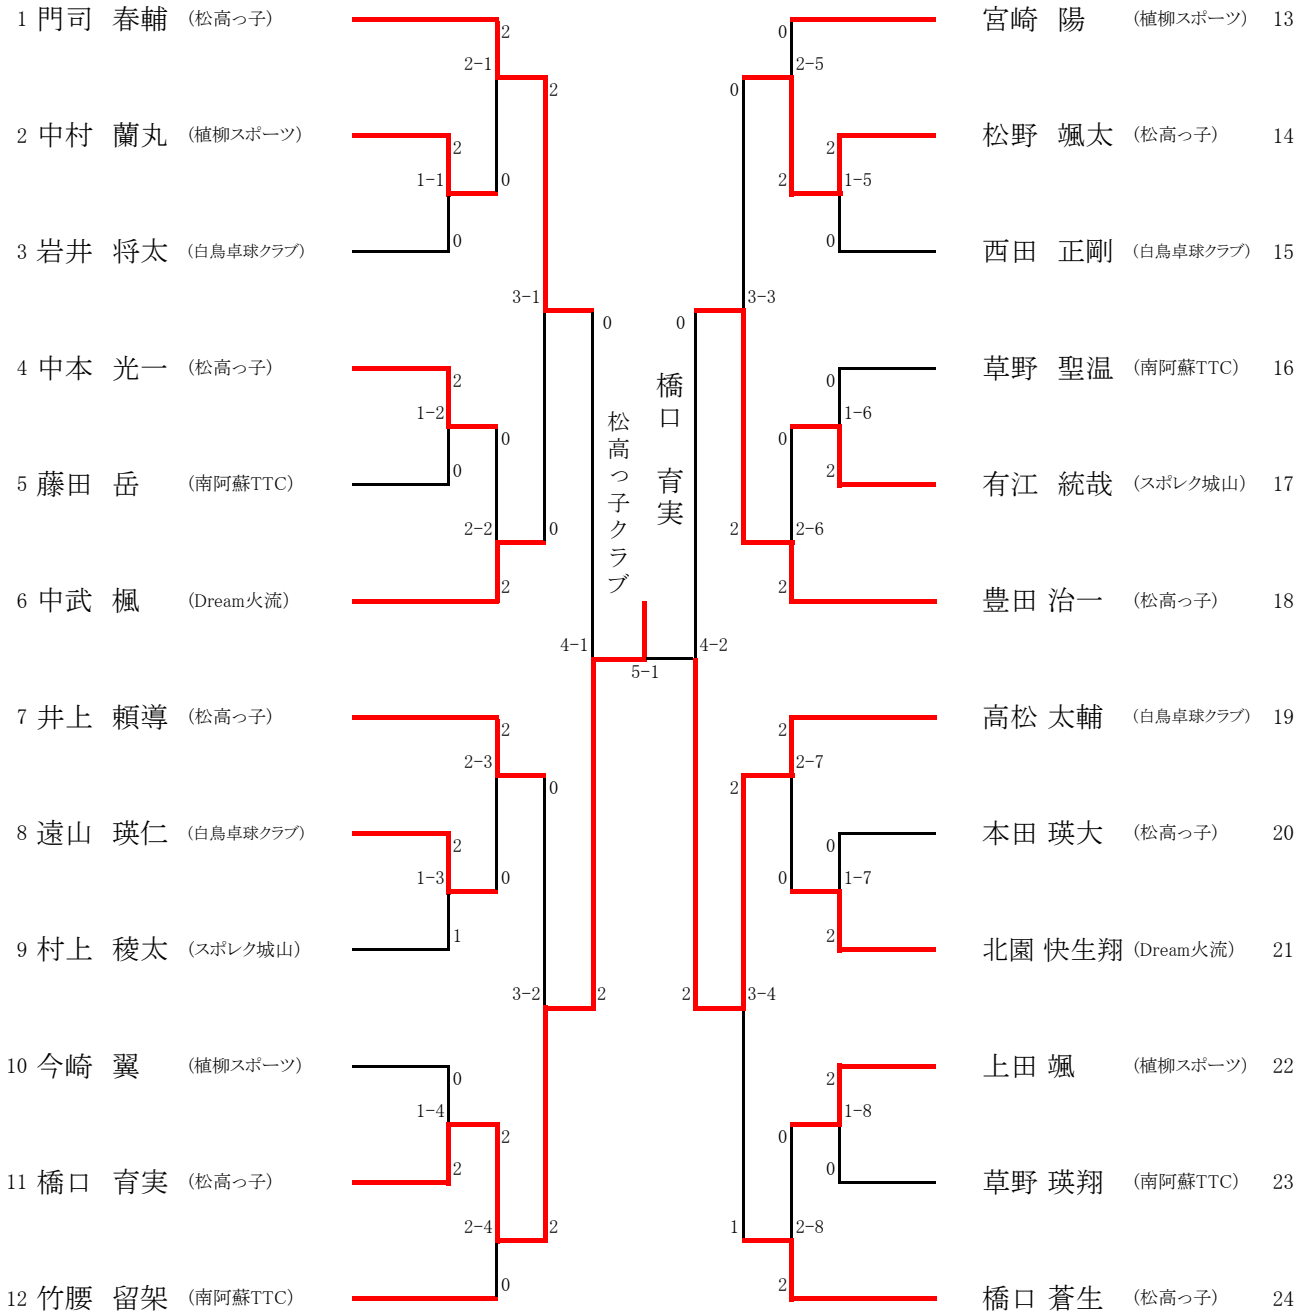 1 門司 春輔 (松高っ子)
2 中村 蘭丸 (植柳スポーツ)
3 岩井 将太 (白鳥卓球クラブ)
4 中本 光一 (松高っ子)
5 藤田 岳 (南阿蘇TTC)
6 中武 楓 (Dream火流)
7 井上 頼導 (松高っ子)
8 遠山 瑛仁 (白鳥卓球クラブ)
9 村上 稜太 (スポレク城山)
10 今崎 翼 (植柳スポーツ)
11 橋口 育実 (松高っ子)
12 竹腰 留架 (南阿蘇TTC)
2
2-1
2
2
1-1
0
0
3-1
0
2
1-2
0
0
2-2
0
2
4-1
2
2-3
0
2
1-3
0
1
3-2
2
0
1-4
2
2
2-4
2
0
松高っ子クラブ
橋口 育実
5-1
0
2-5
0
2
2
1-5
0
3-3
0
0
1-6
0
2
2
2-6
2
4-2
2
2-7
2
0
0
1-7
2
2
3-4
2
1-8
0
0
1
2-8
2
宮崎 陽 (植柳スポーツ) 13
松野 颯太 (松高っ子) 14
西田 正剛 (白鳥卓球クラブ) 15
草野 聖温 (南阿蘇TTC) 16
有江 統哉 (スポレク城山) 17
豊田 治一 (松高っ子) 18
高松 太輔 (白鳥卓球クラブ) 19
本田 瑛大 (松高っ子) 20
北園 快生翔 (Dream火流) 21
上田 颯 (植柳スポーツ) 22
草野 瑛翔 (南阿蘇TTC) 23
橋口 蒼生 (松高っ子) 24